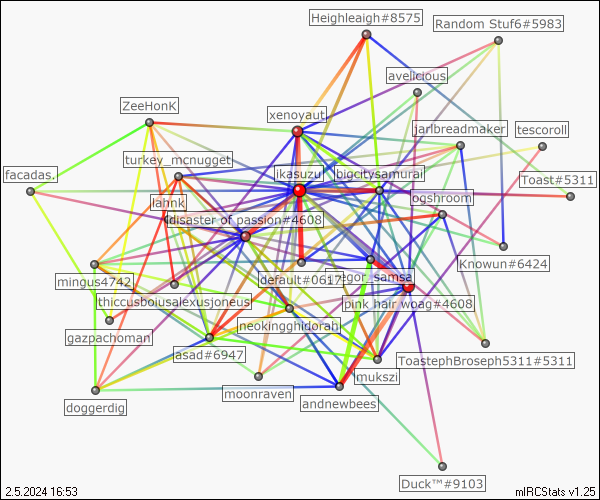 Heighleaigh#8575
Random Stuf6#5983
avelicious
ZeeHonK
xenoyaut
jarlbreadmaker
tescoroll
turkey_mcnugget
facadas.
ikasuzu
bigcitysamurai
Toast#5311
lahnk
ogshroom
(disaster of passion#4608
Knowun#6424
mingus4742
default#0617
gregor_samsa
thiccusboiusalexusjoneus
pink hair woag#4608
gazpachoman
neokingghidorah
asad#6947
ToastephBroseph5311#5311
mukszi
moonraven
doggerdig
andnewbees
Duck™#9103
2.5.2024 16:53
mIRCStats v1.25